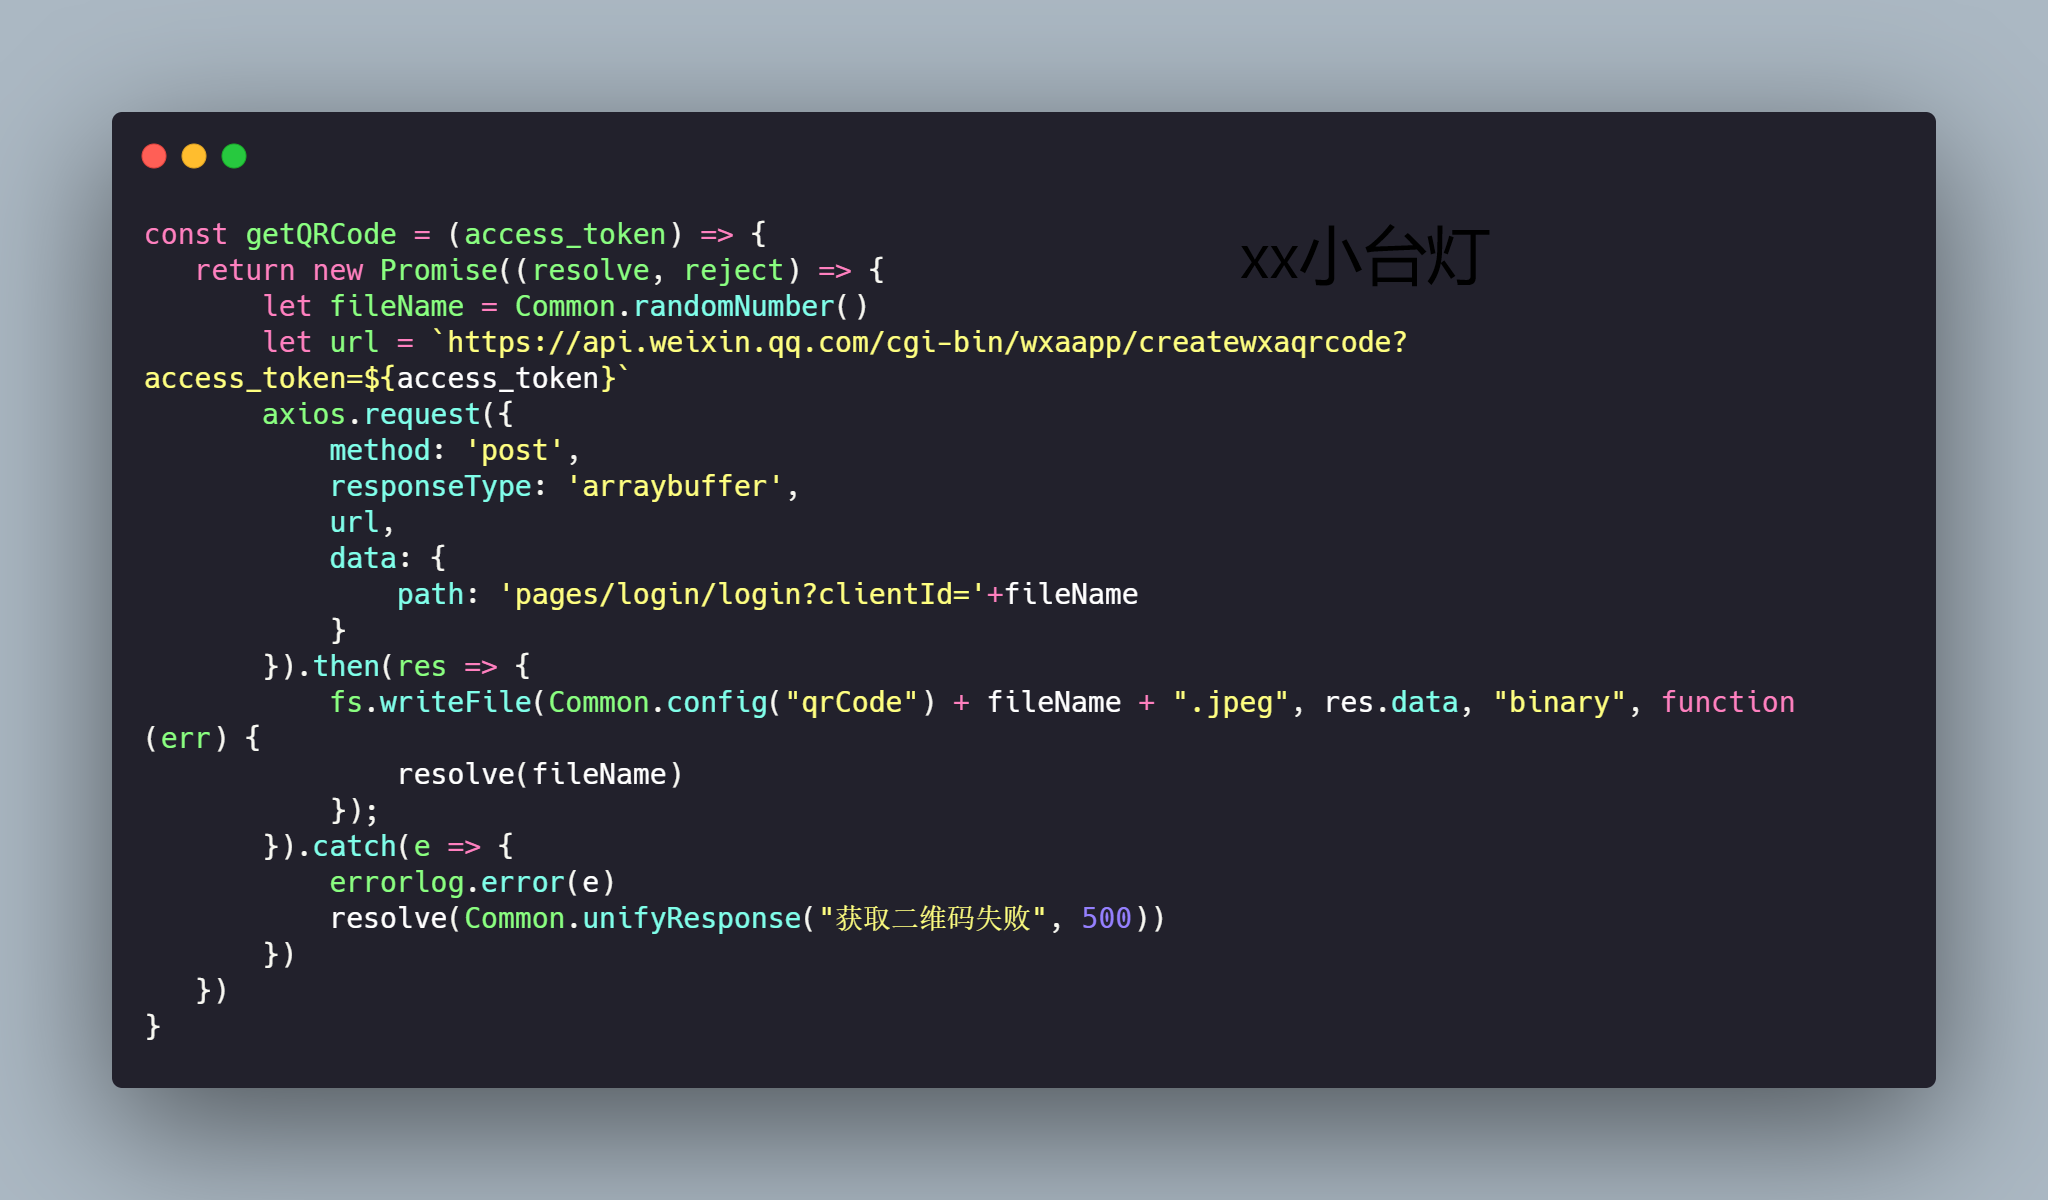 const getQRCode = (access_token) => {
xx小台灯
return new Promise((resolve, reject) => {
let fileName = Common.randomNumber()
let url = `https://api.weixin.qq.com/cgi-bin/wxaapp/createwxaqrcode?
access_token=${access_token}`
axios.request({
method: 'post',
responseType: 'arraybuffer',
url,
data: {
path: 'pages/login/login?clientId='+fileName
}
}).then(res => {
fs.writeFile(Common.config("qrCode") + fileName + ".jpeg", res.data, "binary", function
(err) {
resolve(fileName)
});
}).catch(e => {
errorlog.error(e)
resolve(Common.unifyResponse("获取二维码失败", 500))
})
})
}